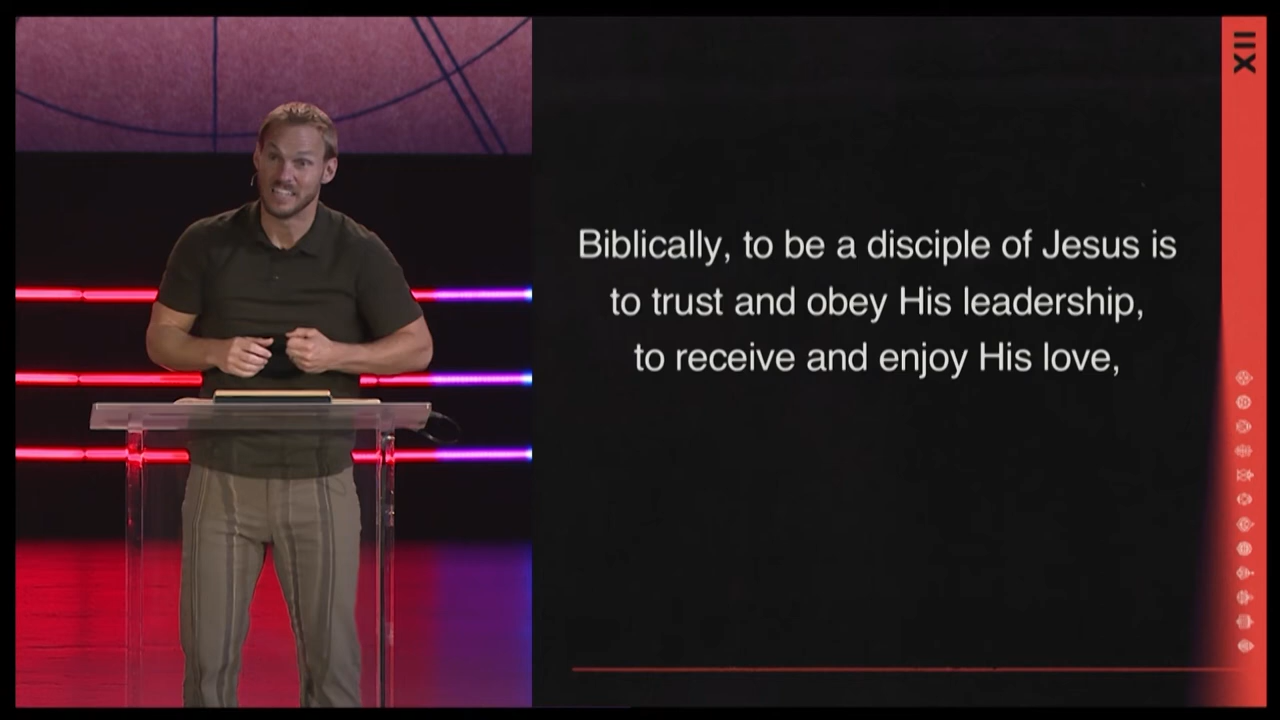 Biblically, to be a disciple of Jesus is
to trust and obey His leadership,
to receive and enjoy His love,
XII